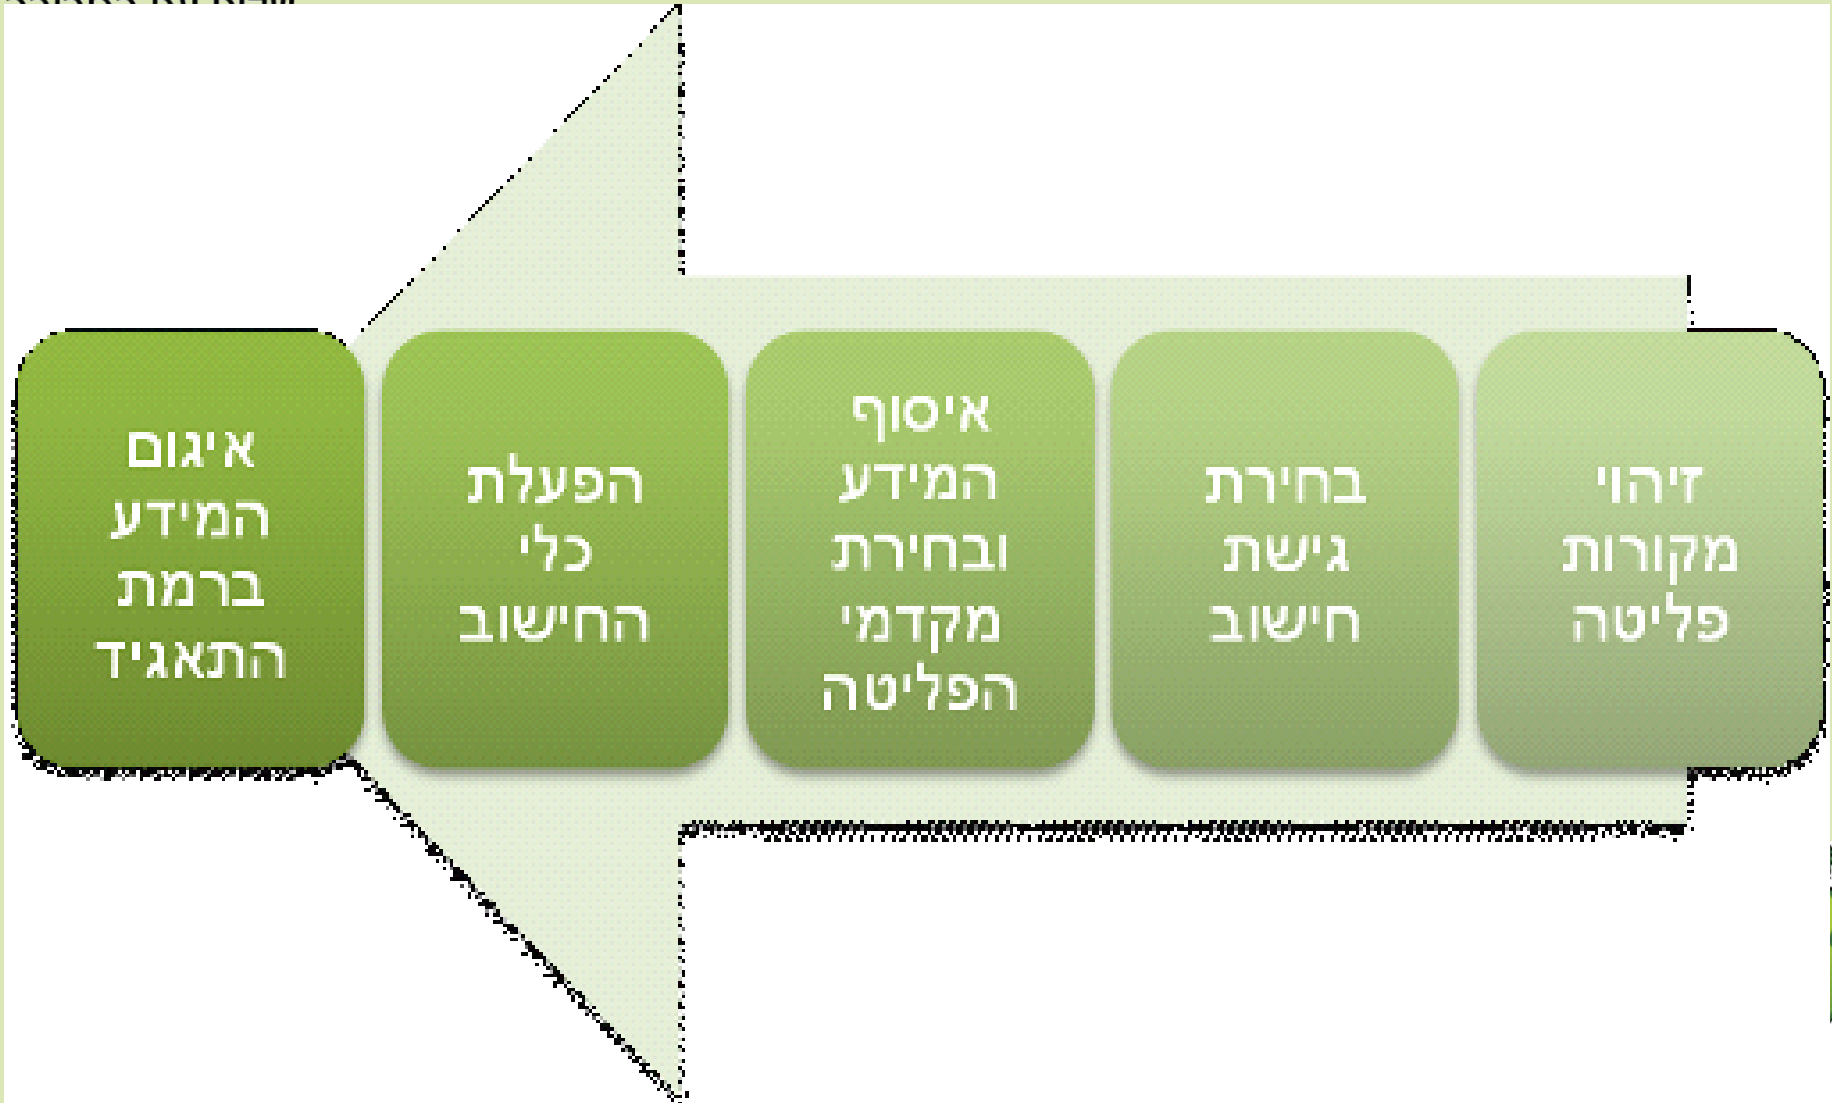 זיהוי
מקורות
פליטה
בחירת
גישת
חישוב
איסוף
המידע
ובחירת
מקדמי
הפליטה
הפעלת
כלי
החישוב
איגום
המידע
ברמת
התאגיד